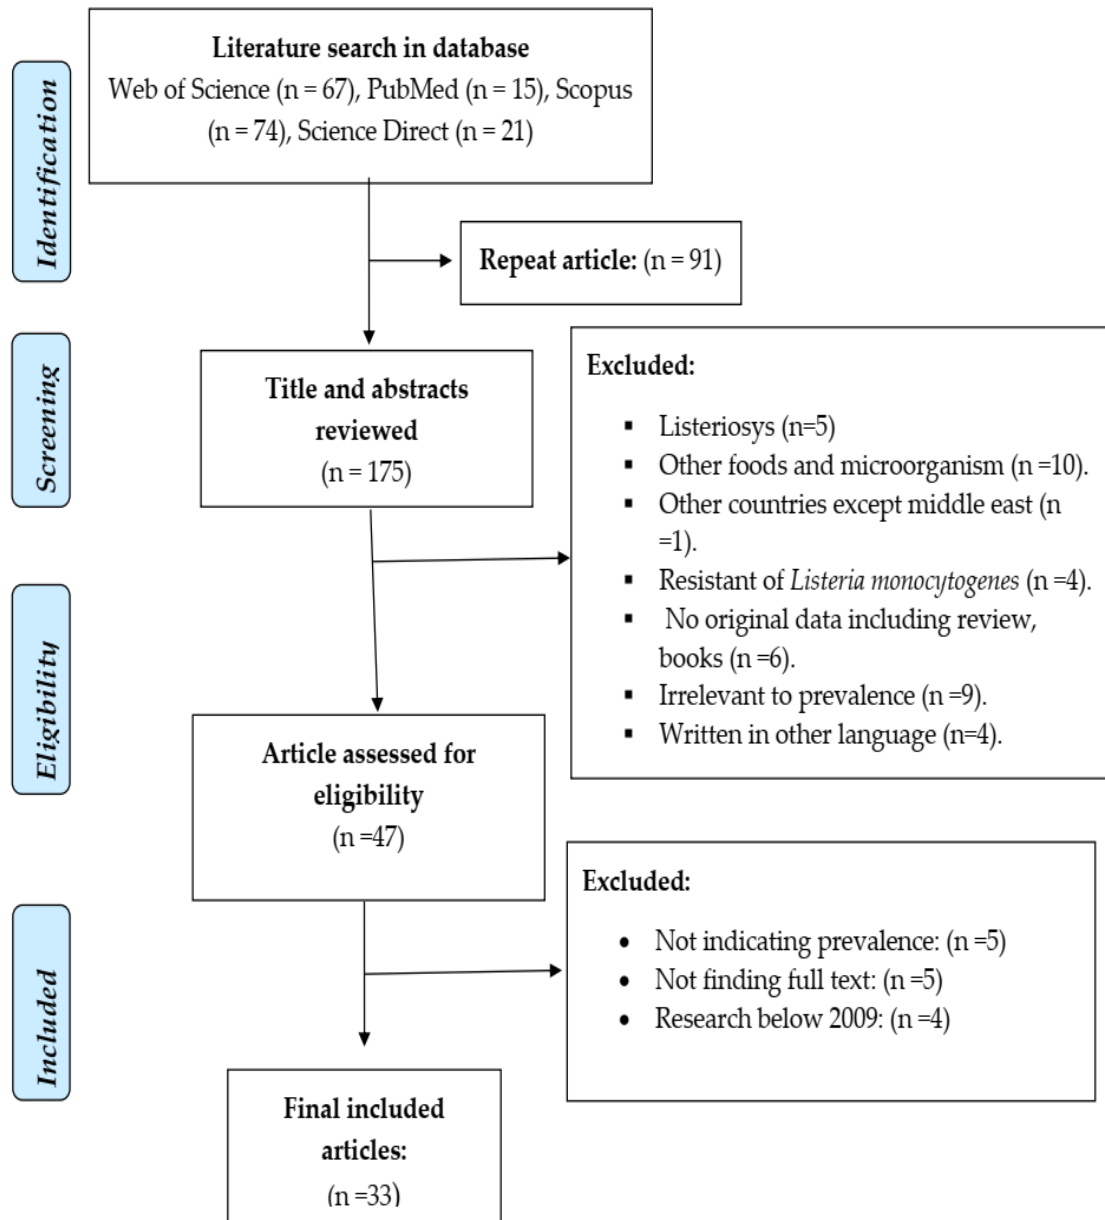 Identification
Literature search in database
Web of Science (n = 67), PubMed (n = 15), Scopus
(n = 74), Science Direct (n = 21)
Repeat article: (n = 91)
Screening
Title and abstracts
reviewed
(n = 175)
Excluded:
▪ Listeriosys (n=5)
▪ Other foods and microorganism (n =10).
▪ Other countries except middle east (n
=1).
▪ Resistant of Listeria monocytogenes (n =4).
▪ No original data including review,
books (n =6).
▪ Irrelevant to prevalence (n =9).
▪ Written in other language (n=4).
Eligibility
Article assessed for
eligibility
(n =47)
Excluded:
• Not indicating prevalence: (n =5)
• Not finding full text: (n =5)
• Research below 2009: (n =4)
Included
Final included
articles:
(n =33)